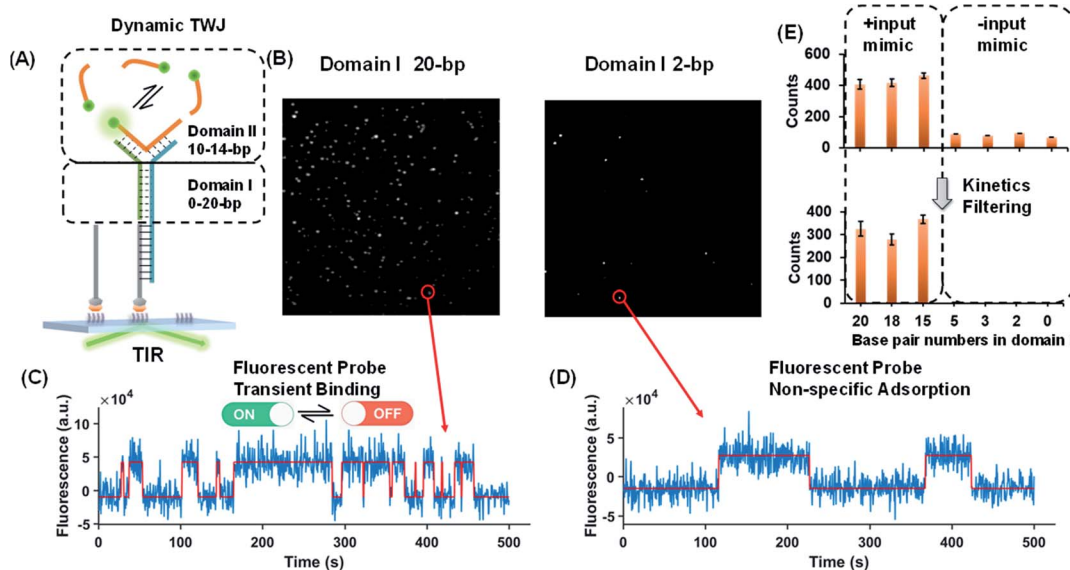 Dynamic TWJ
(A)
Domain II
10-14-bp
Domain I
0-20-bp
TIR
(B)
Domain I 20-bp
Domain I 2-bp
(E)
+input
mimic
-input
mimic
Counts
600
400
200
0
Kinetics
Filtering
Counts
400
300
200
100
0
20 18 15 5 3 2 0
Base pair numbers in domain
(C)
Fluorescent Probe
Transient Binding
ON
OFF
×10⁴
Fluorescence (a.u.)
10
5
0
-5
0 100 200 300 400 500
Time (s)
(D)
Fluorescent Probe
Non-specific Adsorption
×10⁴
Fluorescence (a.u.)
5
0
-5
0 100 200 300 400 500
Time (s)